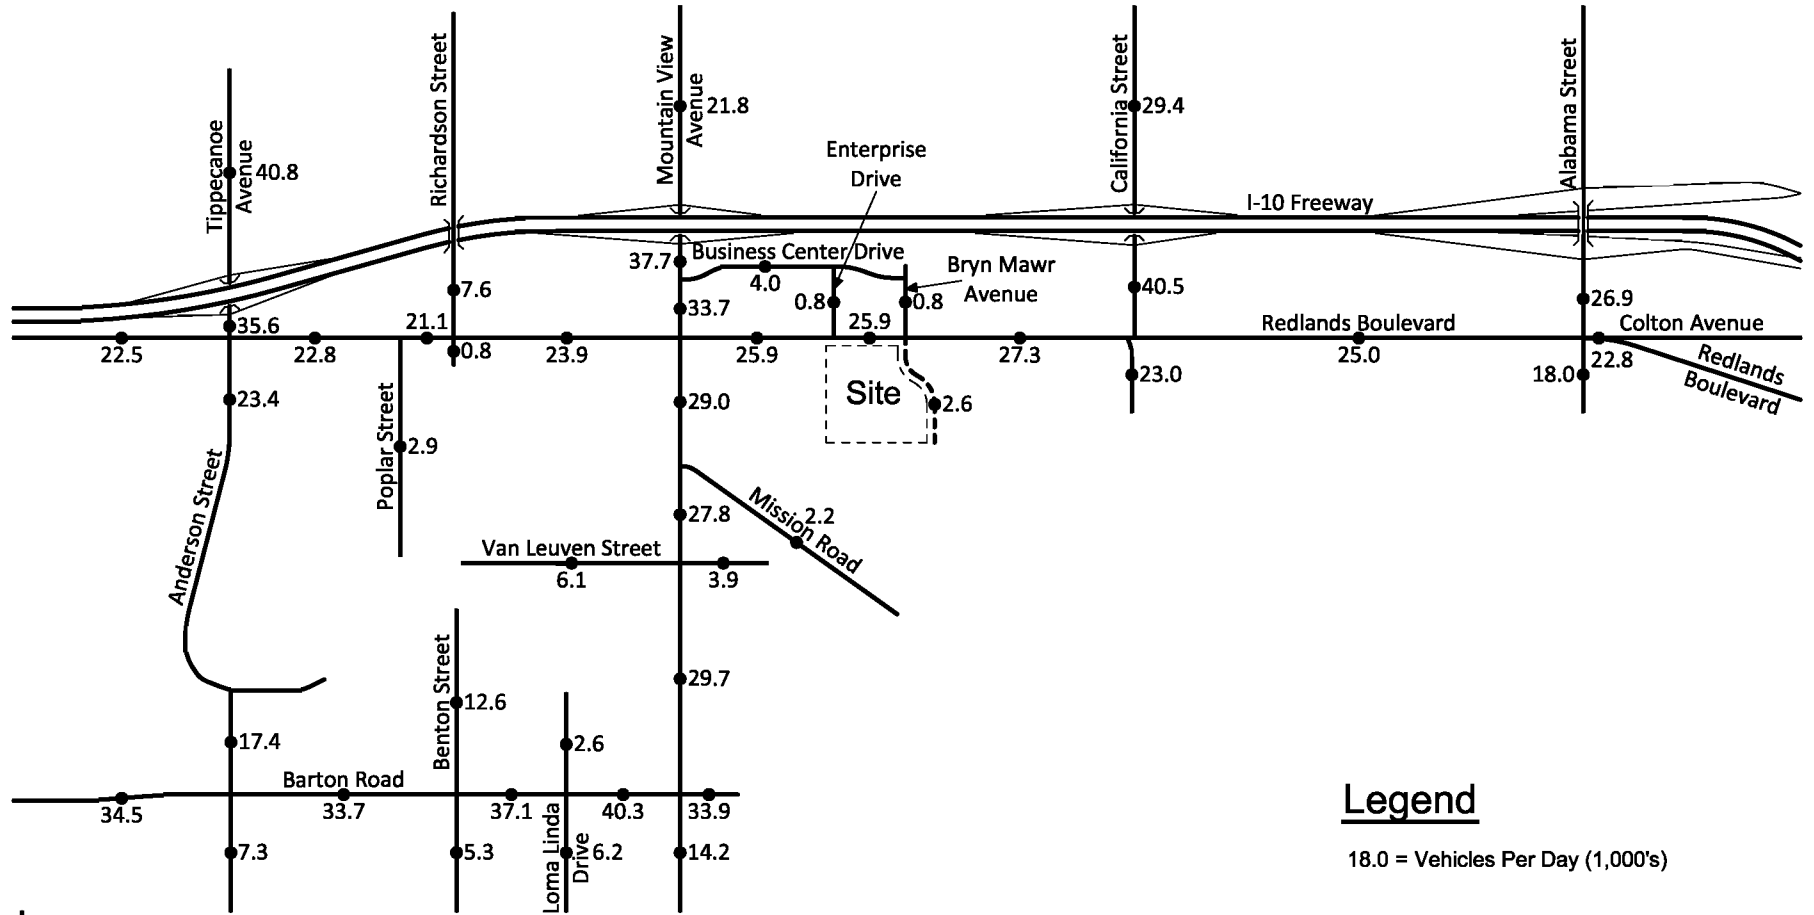 Tippecanoe
Avenue
40.8
Richardson Street
Mountain View
Avenue
21.8
Enterprise
Drive
California Street
29.4
Alabama Street
I-10 Freeway
37.7
Business Center Drive
4.0
Bryn Mawr
Avenue
7.6
33.7
0.8
0.8
40.5
26.9
35.6
21.1
25.9
Redlands Boulevard
Colton Avenue
22.5
22.8
0.8
23.9
25.9
27.3
25.0
22.8
Redlands
Boulevard
23.4
29.0
Site
2.6
23.0
18.0
Poplar Street
2.9
Anderson Street
27.8
Mission Road
2.2
Van Leuven Street
6.1
3.9
Benton Street
12.6
29.7
17.4
2.6
Barton Road
34.5
33.7
37.1
40.3
33.9
Loma Linda
Drive
7.3
5.3
6.2
14.2
Legend
18.0 = Vehicles Per Day (1,000's)